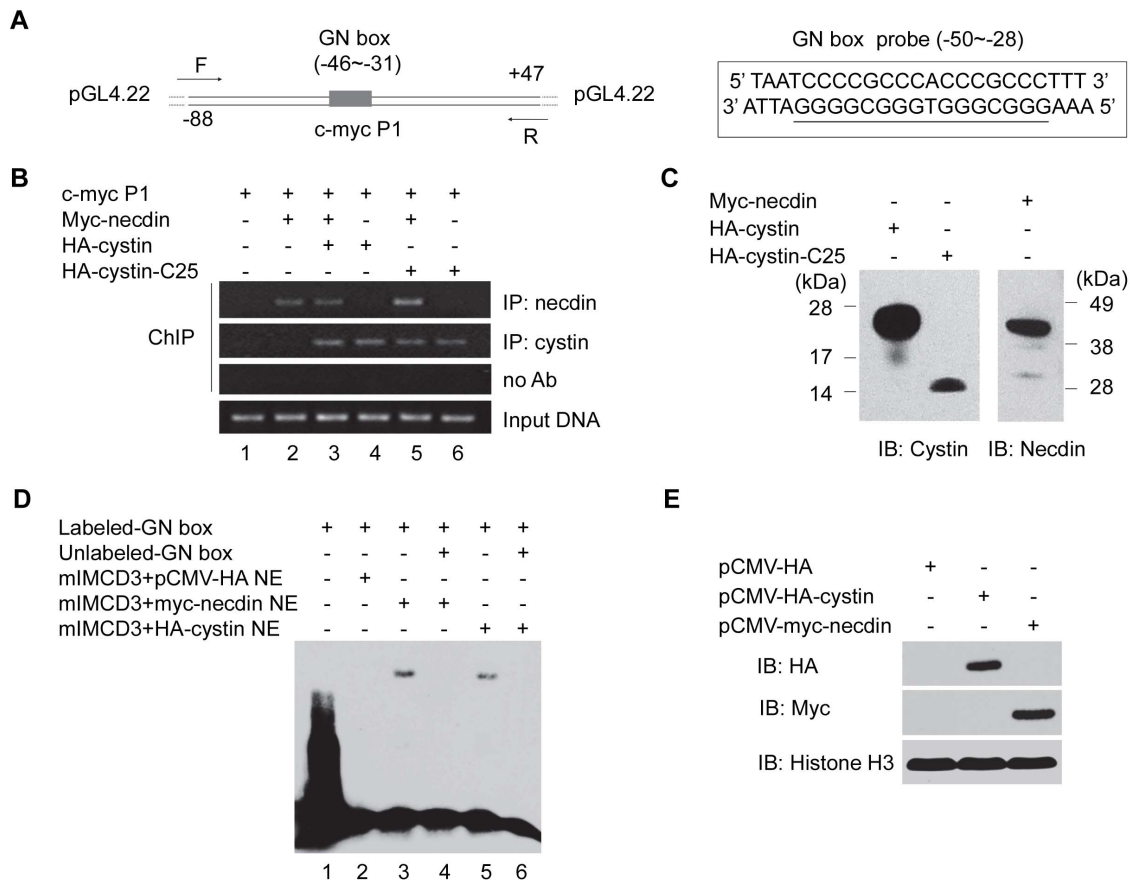 A
GN box
(-46~-31)
F
+47
pGL4.22
pGL4.22
-88
c-myc P1
R
GN box probe (-50~-28)
5’ TAATCCCCGCCCACCCGCCCTTT 3’
3’ ATTAGGGGCGGGTGGGCGGGAAA 5’
B
c-myc P1 + + + + + +
Myc-necdin - + + - + -
HA-cystin - - + + - -
HA-cystin-C25 - - - - + +
ChIP
IP: necdin
IP: cystin
no Ab
Input DNA
1 2 3 4 5 6
C
Myc-necdin - - +
HA-cystin + - -
HA-cystin-C25 - + -
(kDa)
28
17
14
(kDa)
49
38
28
IB: Cystin
IB: Necdin
D
Labeled-GN box + + + + + +
Unlabeled-GN box - - - + - +
mIMCD3+pCMV-HA NE - + - - - -
mIMCD3+myc-necdin NE - - + + - -
mIMCD3+HA-cystin NE - - - - + +
1 2 3 4 5 6
E
pCMV-HA + - -
pCMV-HA-cystin - + -
pCMV-myc-necdin - - +
IB: HA
IB: Myc
IB: Histone H3